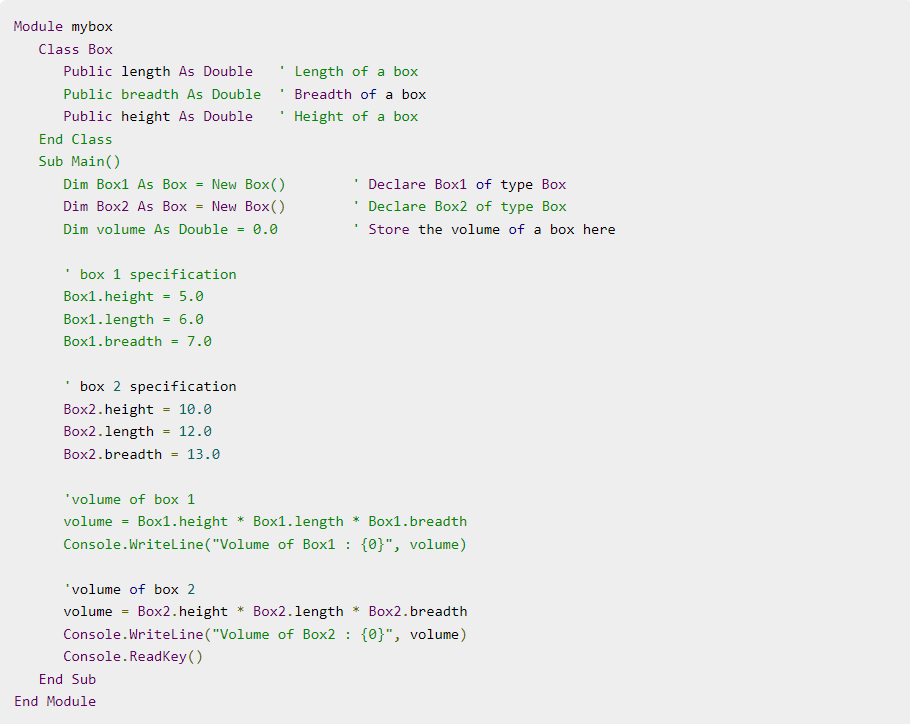 Module mybox
   Class Box
      Public length As Double   ' Length of a box
      Public breadth As Double  ' Breadth of a box
      Public height As Double   ' Height of a box
   End Class
   Sub Main()
      Dim Box1 As Box = New Box()        ' Declare Box1 of type Box
      Dim Box2 As Box = New Box()        ' Declare Box2 of type Box
      Dim volume As Double = 0.0         ' Store the volume of a box here

      ' box 1 specification
      Box1.height = 5.0
      Box1.length = 6.0
      Box1.breadth = 7.0

      ' box 2 specification
      Box2.height = 10.0
      Box2.length = 12.0
      Box2.breadth = 13.0

      'volume of box 1
      volume = Box1.height * Box1.length * Box1.breadth
      Console.WriteLine("Volume of Box1 : {0}", volume)

      'volume of box 2
      volume = Box2.height * Box2.length * Box2.breadth
      Console.WriteLine("Volume of Box2 : {0}", volume)
      Console.ReadKey()
   End Sub
End Module